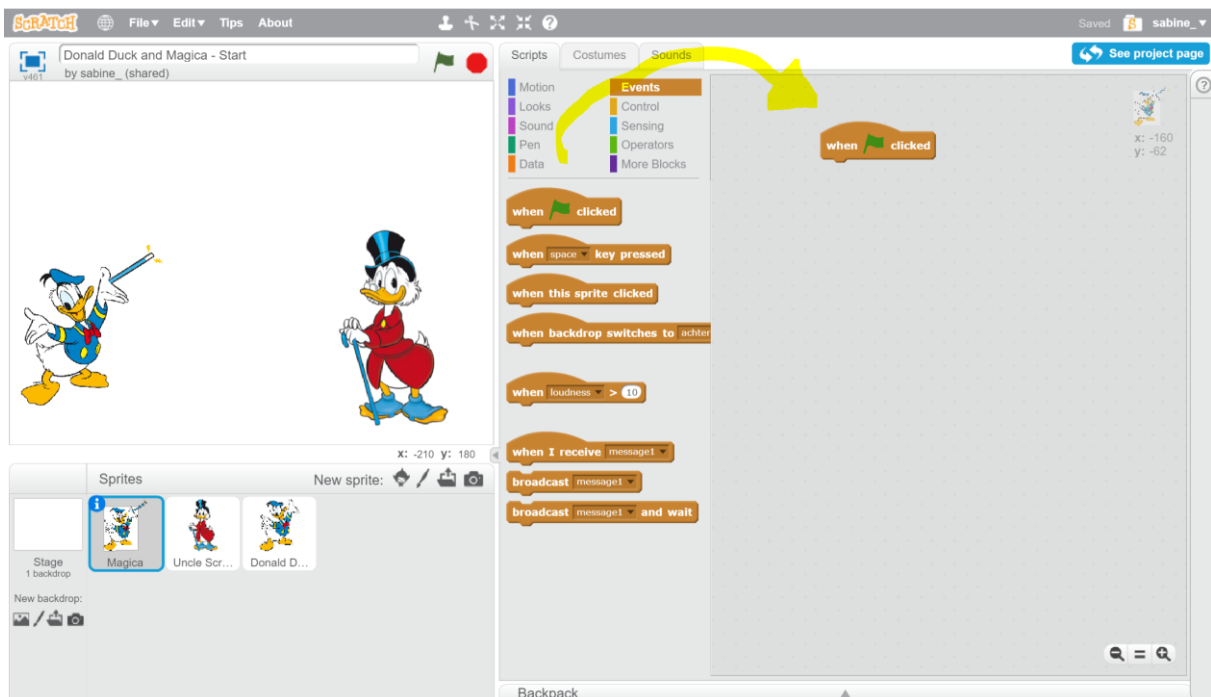 SCRATCH File▼ Edit▼ Tips About Saved S sabine_▼
Donald Duck and Magica - Start
v461 by sabine_ (shared)
Scripts Costumes Sounds
See project page
Motion Events
Looks Control
Sound Sensing
Pen Operators
Data More Blocks
when clicked
when space key pressed
when this sprite clicked
when backdrop switches to achter
when loudness > 10
when I receive message1
broadcast message1
broadcast message1 and wait
when clicked
x: -160
y: -62
x: -210 y: 180
Sprites New sprite:
Stage
1 backdrop
New backdrop:
Magica Uncle Scr... Donald D...
Backpack